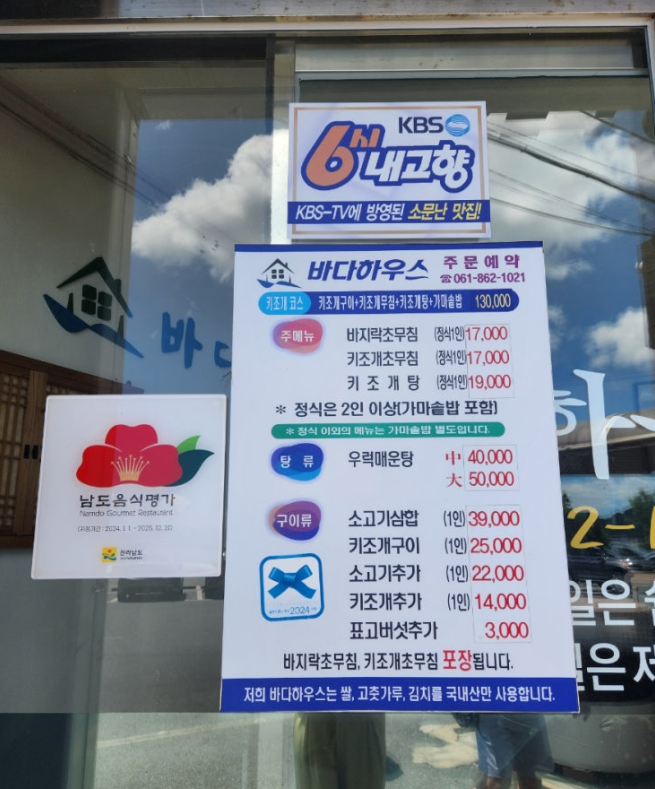 KBS
6시 내고향
KBS-TV에 방영된 소문난 맛집!
바다하우스 주문예약
☎061-862-1021
키조개 코스 키조개구이+키조개무침+키조개탕+가마솥밥 130,000
주메뉴 바지락초무침 (정식1인) 17,000
키조개초무침 (정식1인) 17,000
키조개탕 (정식1인) 19,000
※ 정식은 2인 이상(가마솥밥 포함)
※ 정식 이외의 메뉴는 가마솥밥 별도입니다.
탕류 우럭매운탕 中 40,000
大 50,000
구이류 소고기삼합 (1인) 39,000
키조개구이 (1인) 25,000
소고기추가 (1인) 22,000
키조개추가 (1인) 14,000
표고버섯추가 3,000
2024
바지락초무침, 키조개초무침 포장됩니다.
저희 바다하우스는 쌀, 고춧가루, 김치를 국내산만 사용합니다.
남도음식명가
Namdo Gourmet Restaurant
전라남도
바다
하
2-1
일은
은 제